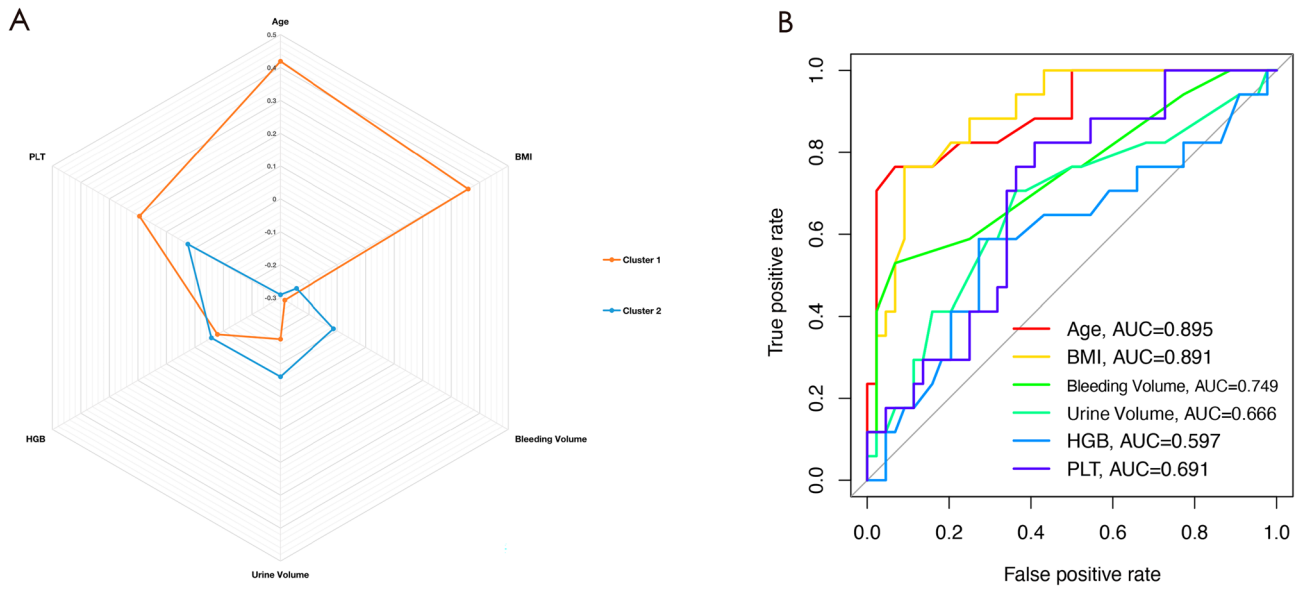 A
Age
0.5
0.4
0.3
0.2
0.1
0
-0.1
-0.2
-0.3
BMI
Bleeding Volume
Urine Volume
HGB
PLT
Cluster 1
Cluster 2
B
True positive rate
1.0
0.8
0.6
0.4
0.2
0.0
Age, AUC=0.895
BMI, AUC=0.891
Bleeding Volume, AUC=0.749
Urine Volume, AUC=0.666
HGB, AUC=0.597
PLT, AUC=0.691
0.0 0.2 0.4 0.6 0.8 1.0
False positive rate